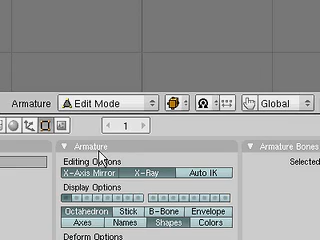 Armature Edit Mode Global
1
Armature Armature Bones
Editing Options Selected
X-Axis Mirror X-Ray Auto IK
Display Options
Octahedron Stick B-Bone Envelope
Axes Names Shapes Colors
Deform Options